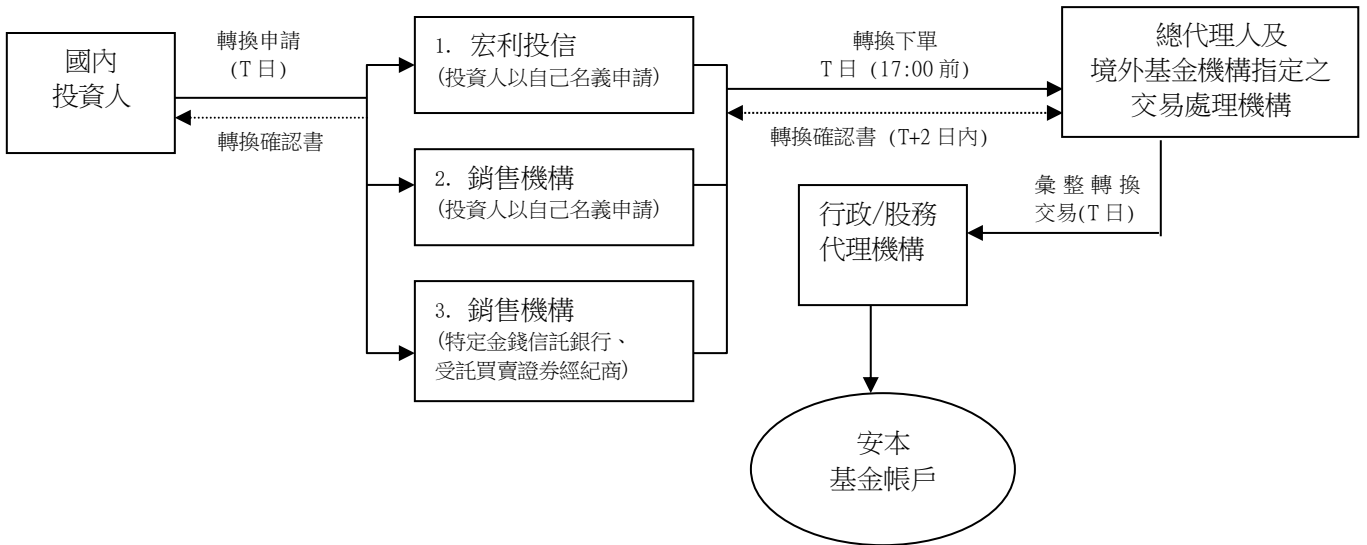 國內
投資人
轉換申請
(T 日)
轉換確認書
1. 宏利投信
(投資人以自己名義申請)
2. 銷售機構
(投資人以自己名義申請)
3. 銷售機構
(特定金錢信託銀行、
受託買賣證券經紀商)
轉換下單
T 日 (17:00 前)
轉換確認書 (T+2 日內)
總代理人及
境外基金機構指定之
交易處理機構
彙整轉換
交易(T 日)
行政/股務
代理機構
安本
基金帳戶